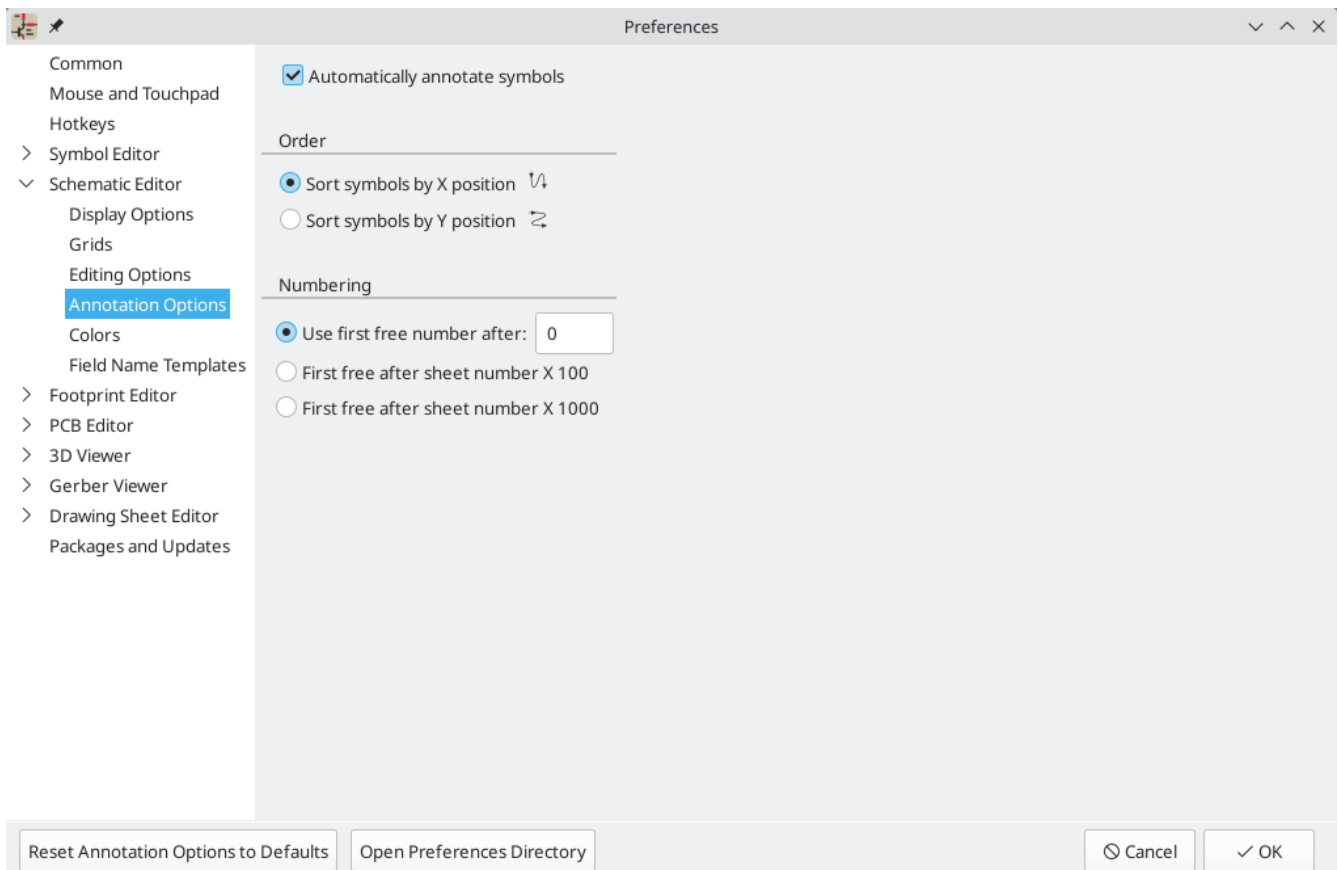 Preferences
Common
Mouse and Touchpad
Hotkeys
Symbol Editor
Schematic Editor
Display Options
Grids
Editing Options
Annotation Options
Colors
Field Name Templates
Footprint Editor
PCB Editor
3D Viewer
Gerber Viewer
Drawing Sheet Editor
Packages and Updates
Automatically annotate symbols
Order
Sort symbols by X position
Sort symbols by Y position
Numbering
Use first free number after: 0
First free after sheet number X 100
First free after sheet number X 1000
Reset Annotation Options to Defaults
Open Preferences Directory
Cancel
OK